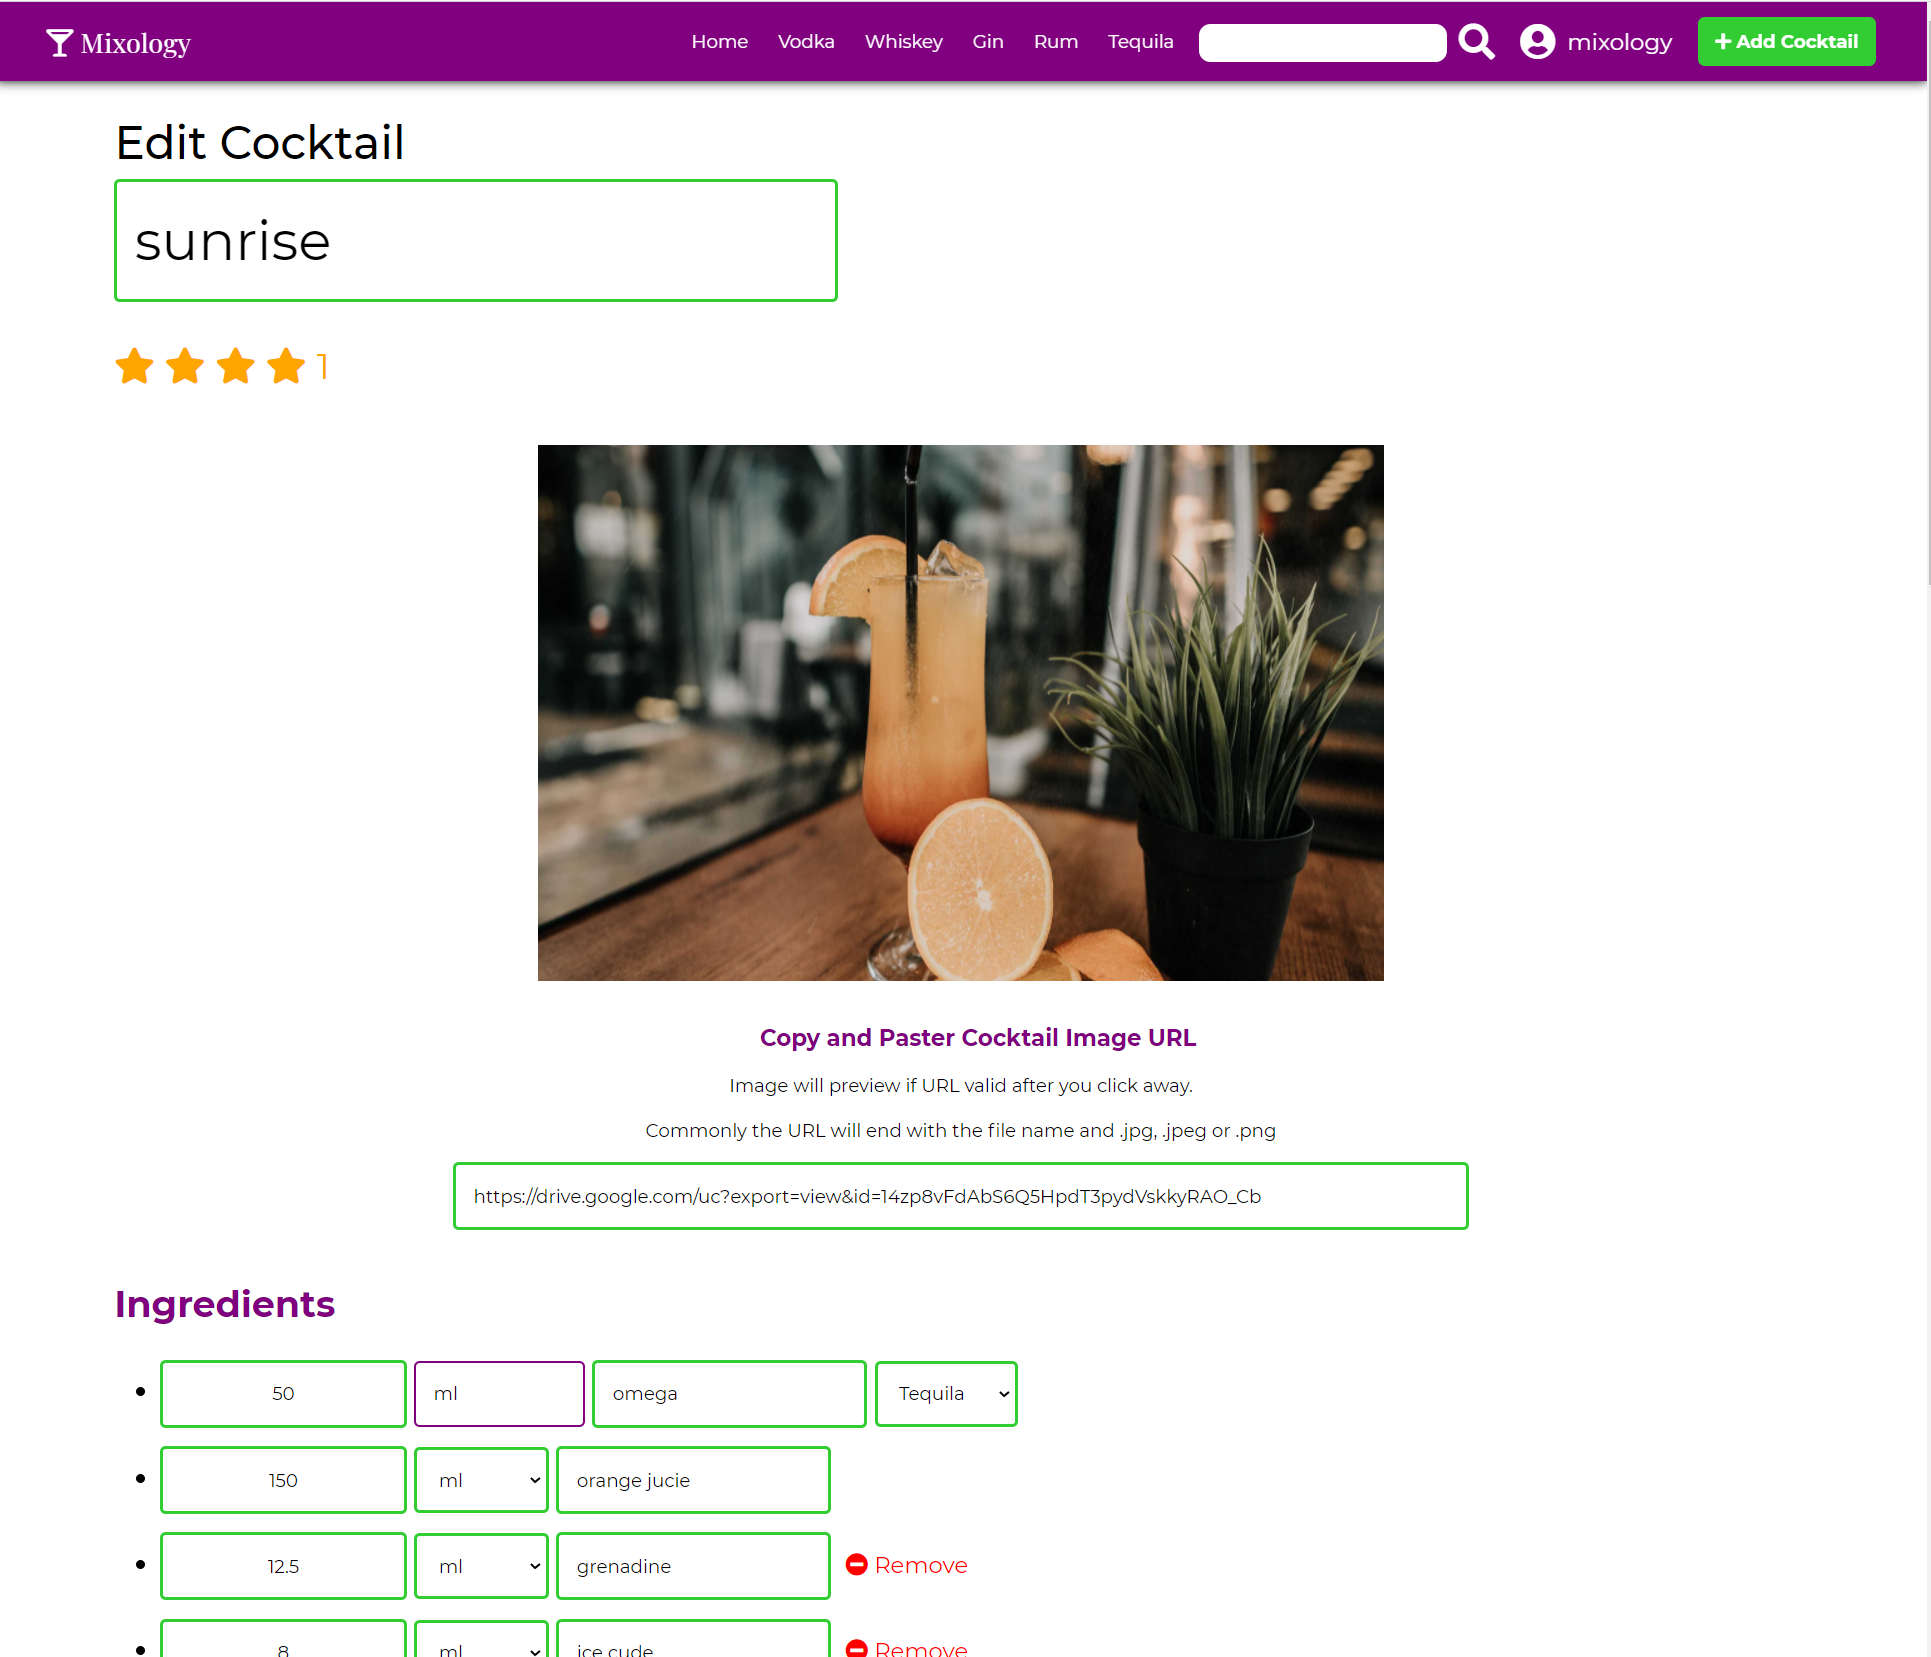 Mixology Home Vodka Whiskey Gin Rum Tequila mixology + Add Cocktail
Edit Cocktail
sunrise
1
Copy and Paster Cocktail Image URL
Image will preview if URL valid after you click away.
Commonly the URL will end with the file name and .jpg, .jpeg or .png
https://drive.google.com/uc?export=view&id=14zp8vFdAbS6Q5HpdT3pydVskkyRAO_Cb
Ingredients
50 ml omega Tequila
150 ml orange jucie
12.5 ml grenadine Remove
8 ml ice cude Remove